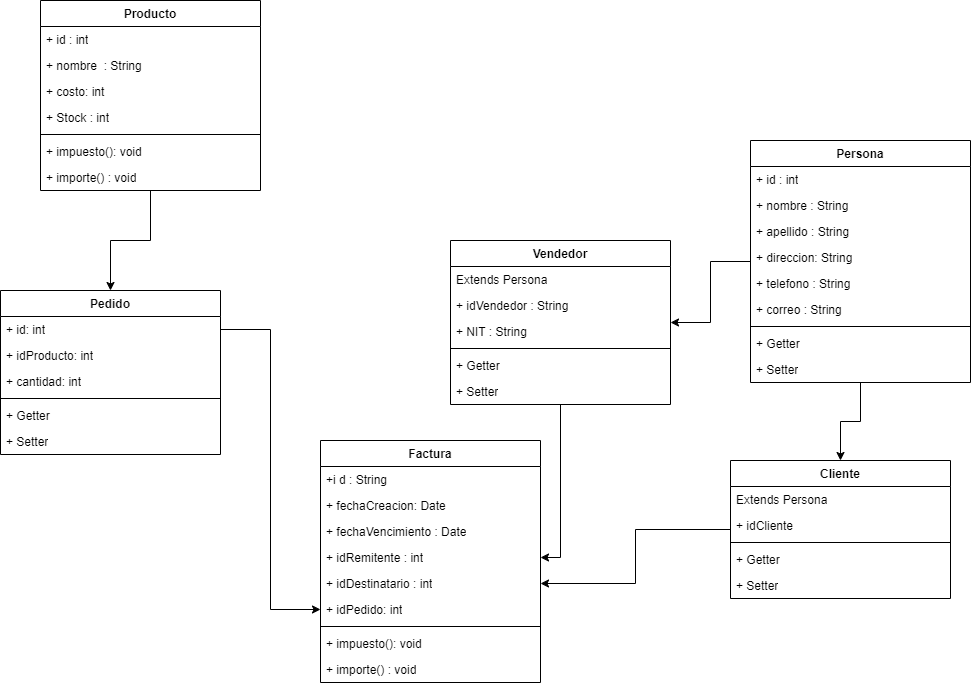 Producto
+ id : int
+ nombre  : String
+ costo: int
+ Stock : int
+ impuesto(): void
+ importe() : void
Persona
+ id : int
+ nombre : String
+ apellido : String
+ direccion: String
+ telefono : String
+ correo : String
+ Getter
+ Setter
Vendedor
Extends Persona
+ idVendedor : String
+ NIT : String
+ Getter
+ Setter
Pedido
+ id: int
+ idProducto: int
+ cantidad: int
+ Getter
+ Setter
Factura
+i d : String
+ fechaCreacion: Date
+ fechaVencimiento : Date
+ idRemitente : int
+ idDestinatario : int
+ idPedido: int
+ impuesto(): void
+ importe() : void
Cliente
Extends Persona
+ idCliente
+ Getter
+ Setter